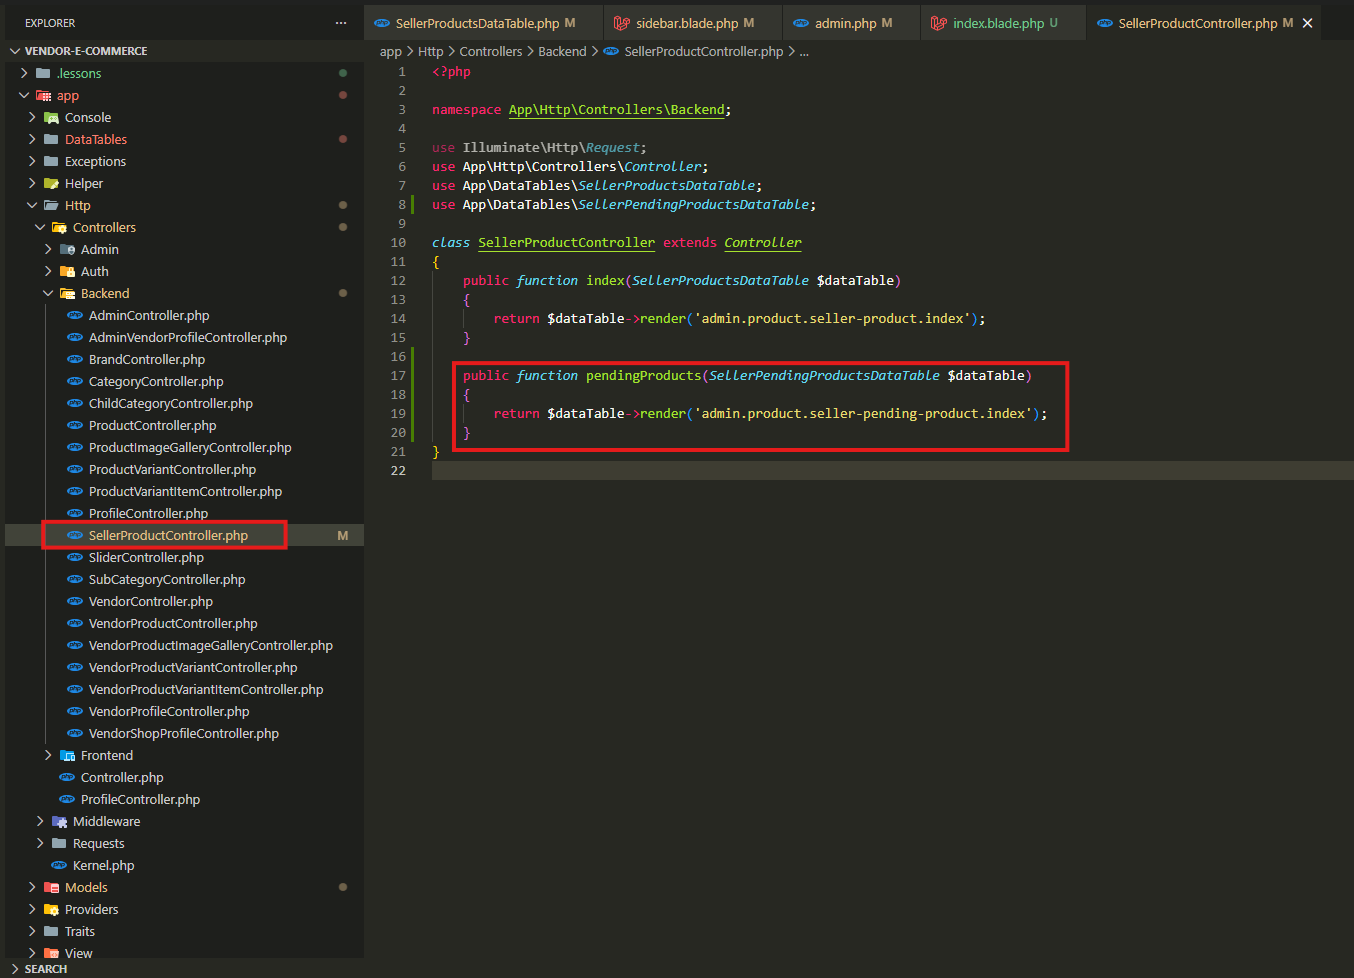 EXPLORER
VENDOR-E-COMMERCE
.lessons
app
Console
DataTables
Exceptions
Helper
Http
Controllers
Admin
Auth
Backend
AdminController.php
AdminVendorProfileController.php
BrandController.php
CategoryController.php
ChildCategoryController.php
ProductController.php
ProductImageGalleryController.php
ProductVariantController.php
ProductVariantItemController.php
ProfileController.php
SellerProductController.php M
SliderController.php
SubCategoryController.php
VendorController.php
VendorProductController.php
VendorProductImageGalleryController.php
VendorProductVariantController.php
VendorProductVariantItemController.php
VendorProfileController.php
VendorShopProfileController.php
Frontend
Controller.php
ProfileController.php
Middleware
Requests
Kernel.php
Models
Providers
Traits
View
SEARCH
SellerProductsDataTable.php M sidebar.blade.php M admin.php M index.blade.php U SellerProductController.php M
app > Http > Controllers > Backend > SellerProductController.php > ...
1 <?php
2
3 namespace App\Http\Controllers\Backend;
4
5 use Illuminate\Http\Request;
6 use App\Http\Controllers\Controller;
7 use App\DataTables\SellerProductsDataTable;
8 use App\DataTables\SellerPendingProductsDataTable;
9
10 class SellerProductController extends Controller
11 {
12 public function index(SellerProductsDataTable $dataTable)
13 {
14 return $dataTable->render('admin.product.seller-product.index');
15 }
16
17 public function pendingProducts(SellerPendingProductsDataTable $dataTable)
18 {
19 return $dataTable->render('admin.product.seller-pending-product.index');
20 }
21 }
22